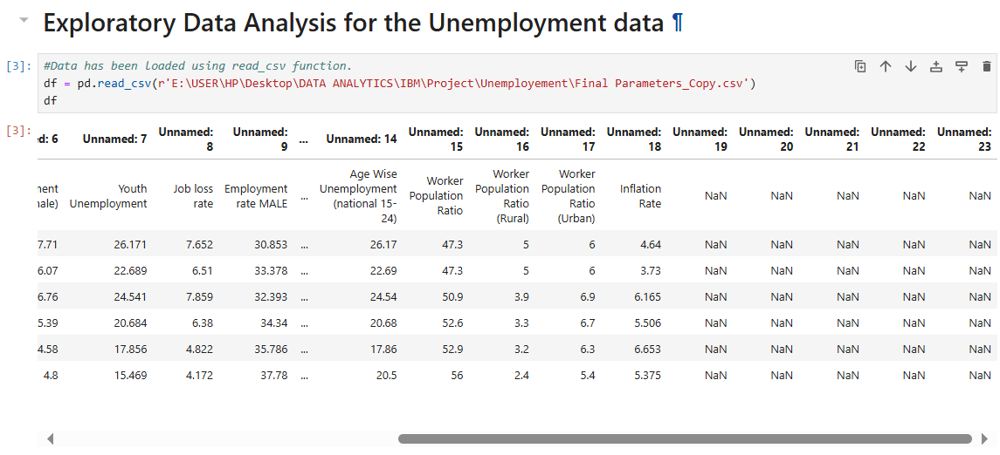 Exploratory Data Analysis for the Unemployment data ¶
[3]: #Data has been loaded using read_csv function.
df = pd.read_csv(r'E:\USER\HP\Desktop\DATA ANALYTICS\IBM\Project\Unemployement\Final Parameters_Copy.csv')
df
[3]: d: 6 Unnamed: 7 Unnamed: 8 Unnamed: 9 ... Unnamed: 14 Unnamed: 15 Unnamed: 16 Unnamed: 17 Unnamed: 18 Unnamed: 19 Unnamed: 20 Unnamed: 21 Unnamed: 22 Unnamed: 23
Youth Unemployment Job loss rate Employment rate MALE ... Age Wise Unemployment (national 15-24) Worker Population Ratio Worker Population Ratio (Rural) Worker Population Ratio (Urban) Inflation Rate NaN NaN NaN NaN NaN
7.71 26.171 7.652 30.853 ... 26.17 47.3 5 6 4.64 NaN NaN NaN NaN NaN
6.07 22.689 6.51 33.378 ... 22.69 47.3 5 6 3.73 NaN NaN NaN NaN NaN
6.76 24.541 7.859 32.393 ... 24.54 50.9 3.9 6.9 6.165 NaN NaN NaN NaN NaN
5.39 20.684 6.38 34.34 ... 20.68 52.6 3.3 6.7 5.506 NaN NaN NaN NaN NaN
4.58 17.856 4.822 35.786 ... 17.86 52.9 3.2 6.3 6.653 NaN NaN NaN NaN NaN
4.8 15.469 4.172 37.78 ... 20.5 56 2.4 5.4 5.375 NaN NaN NaN NaN NaN